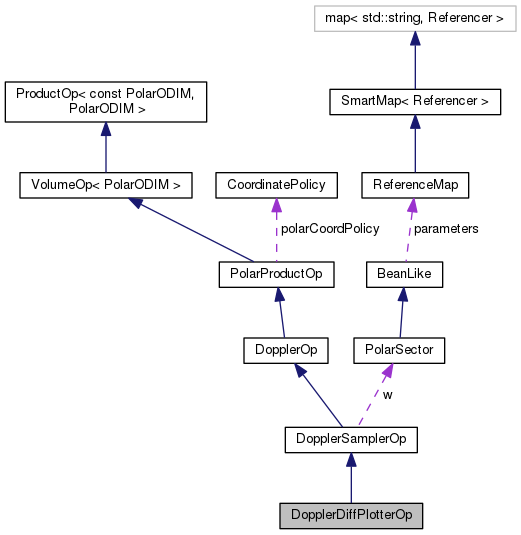 map< std::string, Referencer >
ProductOp< const PolarODIM,
PolarODIM >
SmartMap< Referencer >
VolumeOp< PolarODIM >
CoordinatePolicy
ReferenceMap
polarCoordPolicy
parameters
PolarProductOp
BeanLike
DopplerOp
PolarSector
w
DopplerSamplerOp
DopplerDiffPlotterOp